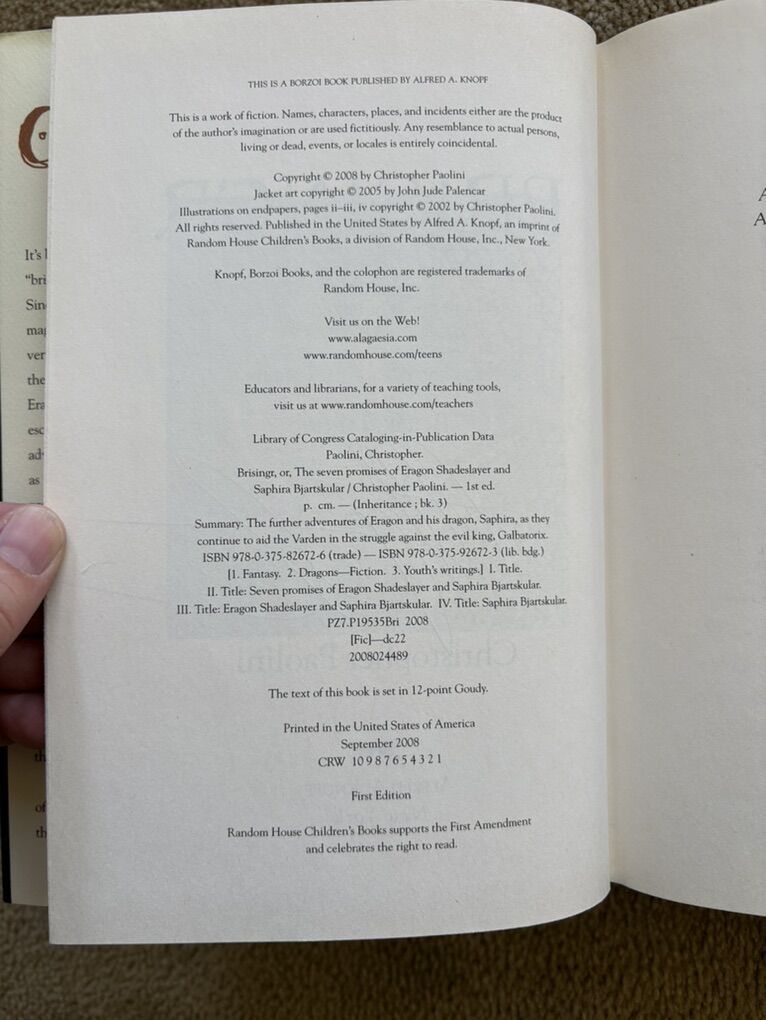 THIS IS A BORZOI BOOK PUBLISHED BY ALFRED A. KNOPF
This is a work of fiction. Names, characters, places, and incidents either are the product
of the author's imagination or are used fictitiously. Any resemblance to actual persons,
living or dead, events, or locales is entirely coincidental.
Copyright © 2008 by Christopher Paolini
Jacket art copyright © 2005 by John Jude Palencar
Illustrations on endpapers, pages ii–iii, iv copyright © 2002 by Christopher Paolini.
All rights reserved. Published in the United States by Alfred A. Knopf, an imprint of
Random House Children's Books, a division of Random House, Inc., New York.
Knopf, Borzoi Books, and the colophon are registered trademarks of
Random House, Inc.
Visit us on the Web!
www.alagaesia.com
www.randomhouse.com/teens
Educators and librarians, for a variety of teaching tools,
visit us at www.randomhouse.com/teachers
Library of Congress Cataloging-in-Publication Data
Paolini, Christopher.
Brisingr, or, The seven promises of Eragon Shadeslayer and
Saphira Bjartskular / Christopher Paolini. — 1st ed.
p. cm. — (Inheritance ; bk. 3)
Summary: The further adventures of Eragon and his dragon, Saphira, as they
continue to aid the Varden in the struggle against the evil king, Galbatorix.
ISBN 978-0-375-82672-6 (trade) — ISBN 978-0-375-92672-3 (lib. bdg.)
[1. Fantasy. 2. Dragons—Fiction. 3. Youth's writings.] I. Title.
II. Title: Seven promises of Eragon Shadeslayer and Saphira Bjartskular.
III. Title: Eragon Shadeslayer and Saphira Bjartskular. IV. Title: Saphira Bjartskular.
PZ7.P19535Bri 2008
[Fic]—dc22
2008024489
The text of this book is set in 12-point Goudy.
Printed in the United States of America
September 2008
CRW 10 9 8 7 6 5 4 3 2 1
First Edition
Random House Children's Books supports the First Amendment
and celebrates the right to read.
It's
"bri
Sin
mag
ver
the
Era
esc
ad
as
th
of
th
A
A